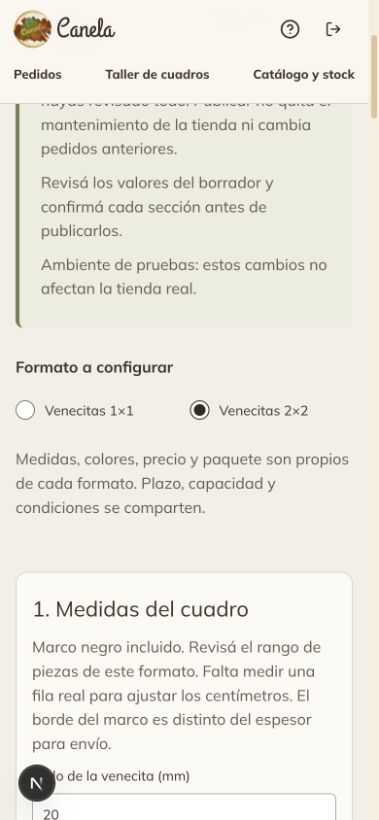 Canela
Pedidos
Taller de cuadros
Catálogo y stock
mantenimiento de la tienda ni cambia
pedidos anteriores.
Revisá los valores del borrador y
confirmá cada sección antes de
publicarlos.
Ambiente de pruebas: estos cambios no
afectan la tienda real.
Formato a configurar
Venecitas 1×1
Venecitas 2×2
Medidas, colores, precio y paquete son propios
de cada formato. Plazo, capacidad y
condiciones se comparten.
1. Medidas del cuadro
Marco negro incluido. Revisá el rango de
piezas de este formato. Falta medir una
fila real para ajustar los centímetros. El
borde del marco es distinto del espesor
para envío.
de la venecita (mm)
N
20